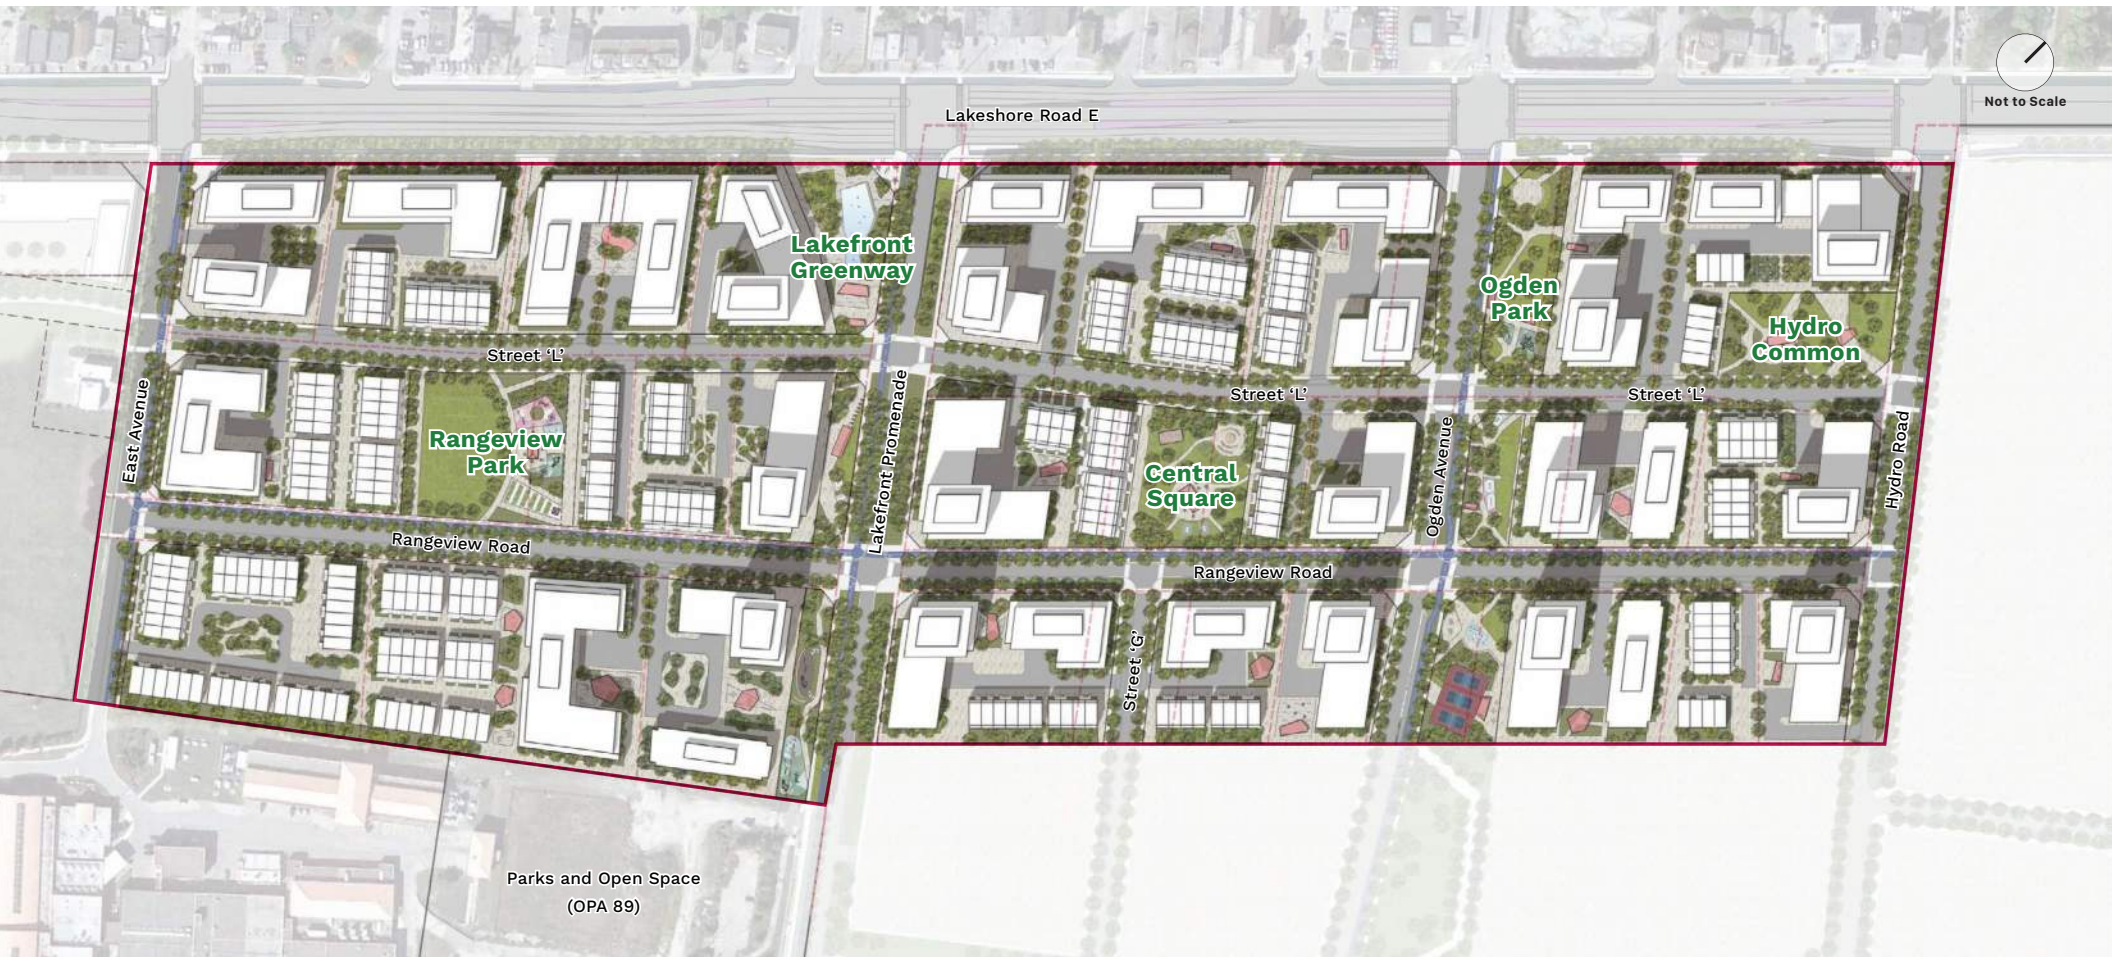 Not to Scale
Lakeshore Road E
Lakefront
Greenway
Ogden
Park
Hydro
Common
Street ‘L’
Street ‘L’
Street ‘L’
East Avenue
Rangeview
Park
Lakefront Promenade
Central
Square
Ogden Avenue
Hydro Road
Rangeview Road
Rangeview Road
Street ‘G’
Parks and Open Space
(OPA 89)